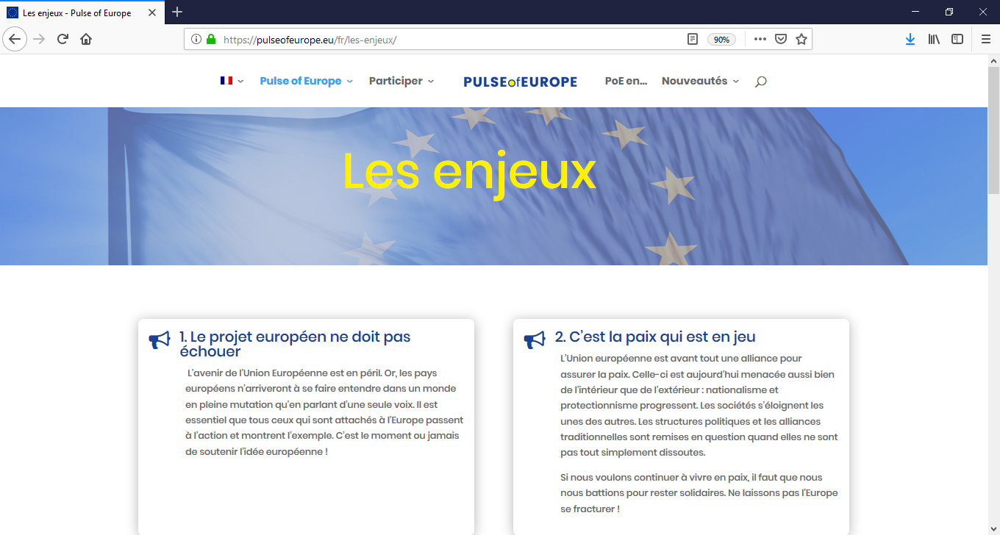 Les enjeux - Pulse of Europe
https://pulseofeurope.eu/fr/les-enjeux/
90%
Pulse of Europe
Participer
PULSEofEUROPE
PoE en...
Nouveautés
Les enjeux
1. Le projet européen ne doit pas
échouer
L’avenir de l’Union Européenne est en péril. Or, les pays
européens n’arriveront à se faire entendre dans un monde
en pleine mutation qu’en parlant d’une seule voix. Il est
essentiel que tous ceux qui sont attachés à l’Europe passent
à l’action et montrent l’exemple. C’est le moment ou jamais
de soutenir l’idée européenne !
2. C’est la paix qui est en jeu
L’Union européenne est avant tout une alliance pour
assurer la paix. Celle-ci est aujourd’hui menacée aussi bien
de l’intérieur que de l’extérieur : nationalisme et
protectionnisme progressent. Les sociétés s’éloignent les
unes des autres. Les structures politiques et les alliances
traditionnelles sont remises en question quand elles ne sont
pas tout simplement dissoutes.
Si nous voulons continuer à vivre en paix, il faut que nous
nous battions pour rester solidaires. Ne laissons pas l’Europe
se fracturer !